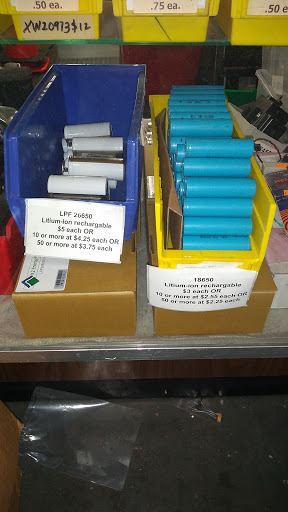 .50 ea.
.75 ea.
.50 ea.
XW20973$12
LPF 26650
Litium-ion rechargable
$5 each OR
10 or more at $4.25 each OR
50 or more at $3.75 each
18650
Litium-ion rechargable
$3 each OR
10 or more at $2.55 each OR
50 or more at $2.25 each